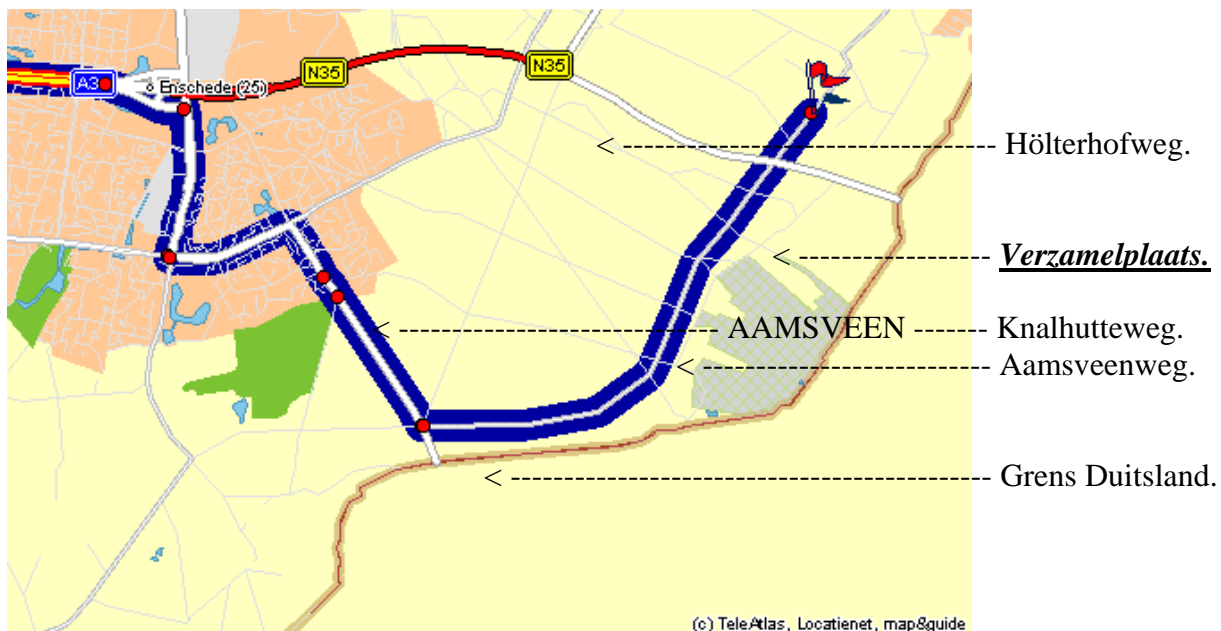 N35
N35
A3
Enschede (25)
< ---------------------------- Hölterhofweg.
< --------------- Verzamelplaats.
< ---------------------- AAMSVEEN ------ Knalhutteweg.
< ---------------------- Aamsveenweg.
< ------------------------------------ Grens Duitsland.
(c) TeleAtlas, Locatienet, map&guide